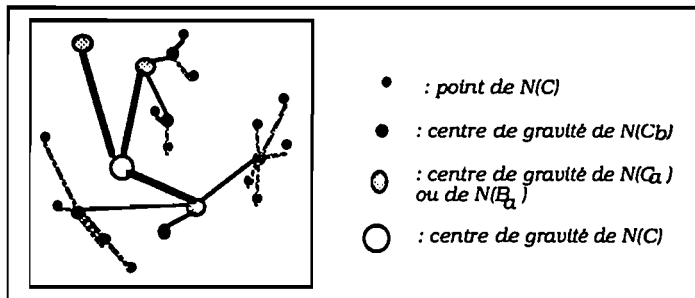 : point de N(C)
: centre de gravité de N(Cb)
: centre de gravité de N(Ca)
ou de N(Ba)
: centre de gravité de N(C)